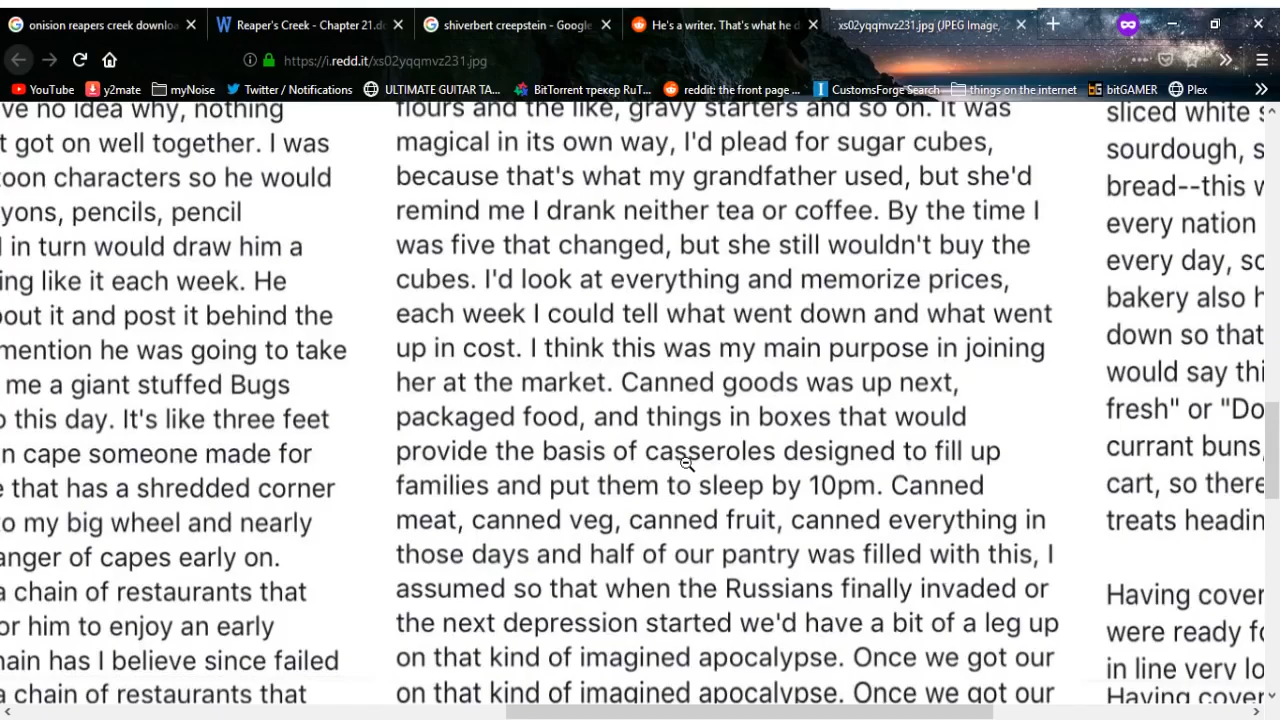 onision reapers creek downloa
Reaper's Creek - Chapter 21.do
shiverbert creepstein - Google
He's a writer. That's what he d
xs02yqqmvz231.jpg (JPEG Image,
https://i.redd.it/xs02yqqmvz231.jpg
YouTube
y2mate
myNoise
Twitter / Notifications
ULTIMATE GUITAR TA...
BitTorrent трекер RuT...
reddit: the front page ...
CustomsForge Search
things on the internet
bitGAMER
Plex
ve no idea why, nothing
t got on well together. I was
toon characters so he would
yons, pencils, pencil
l in turn would draw him a
ing like it each week. He
bout it and post it behind the
mention he was going to take
me a giant stuffed Bugs
o this day. It's like three feet
n cape someone made for
e that has a shredded corner
to my big wheel and nearly
anger of capes early on.
a chain of restaurants that
or him to enjoy an early
hain has I believe since failed
a chain of restaurants that
flours and the like, gravy starters and so on. It was
magical in its own way, I'd plead for sugar cubes,
because that's what my grandfather used, but she'd
remind me I drank neither tea or coffee. By the time I
was five that changed, but she still wouldn't buy the
cubes. I'd look at everything and memorize prices,
each week I could tell what went down and what went
up in cost. I think this was my main purpose in joining
her at the market. Canned goods was up next,
packaged food, and things in boxes that would
provide the basis of casseroles designed to fill up
families and put them to sleep by 10pm. Canned
meat, canned veg, canned fruit, canned everything in
those days and half of our pantry was filled with this, I
assumed so that when the Russians finally invaded or
the next depression started we'd have a bit of a leg up
on that kind of imagined apocalypse. Once we got our
on that kind of imagined apocalypse. Once we got our
sliced white s
sourdough, s
bread--this w
every nation
every day, so
bakery also h
down so that
would say thi
fresh" or "Do
currant buns,
cart, so there
treats headin
Having cover
were ready fo
in line very lo
Having cover